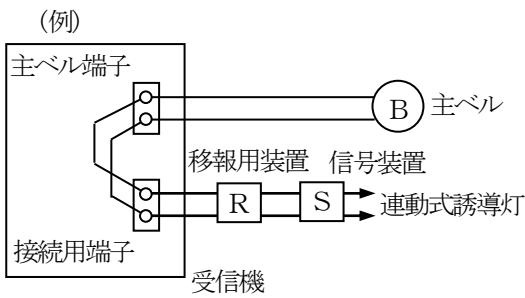 (例)
主ベル端子
B
主ベル
移報用装置
信号装置
R
S
連動式誘導灯
接続用端子
受信機